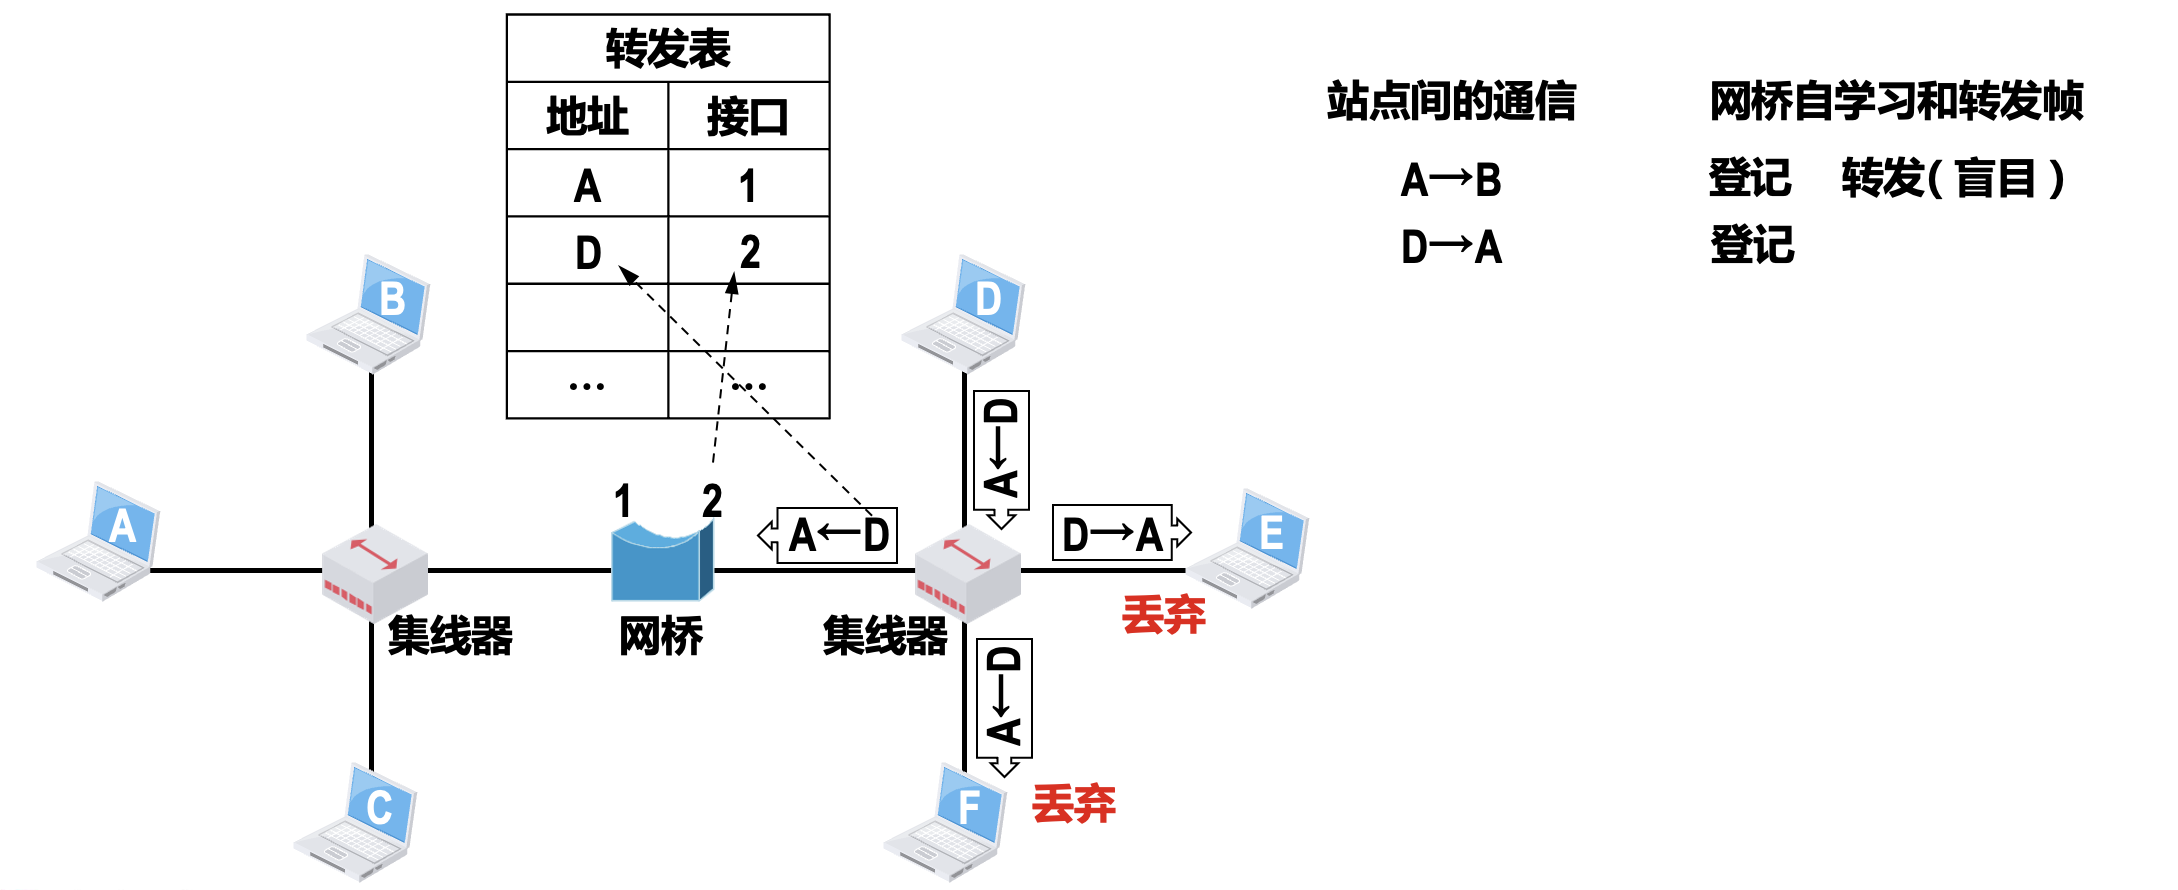 转发表
地址 接口
A 1
D 2
... ...
站点间的通信 网桥自学习和转发帧
A→B 登记 转发(盲目)
D→A 登记
B
D
A←D
A
1 2
A←D
D→A
E
丢弃
集线器 网桥 集线器
A←D
C
F
丢弃